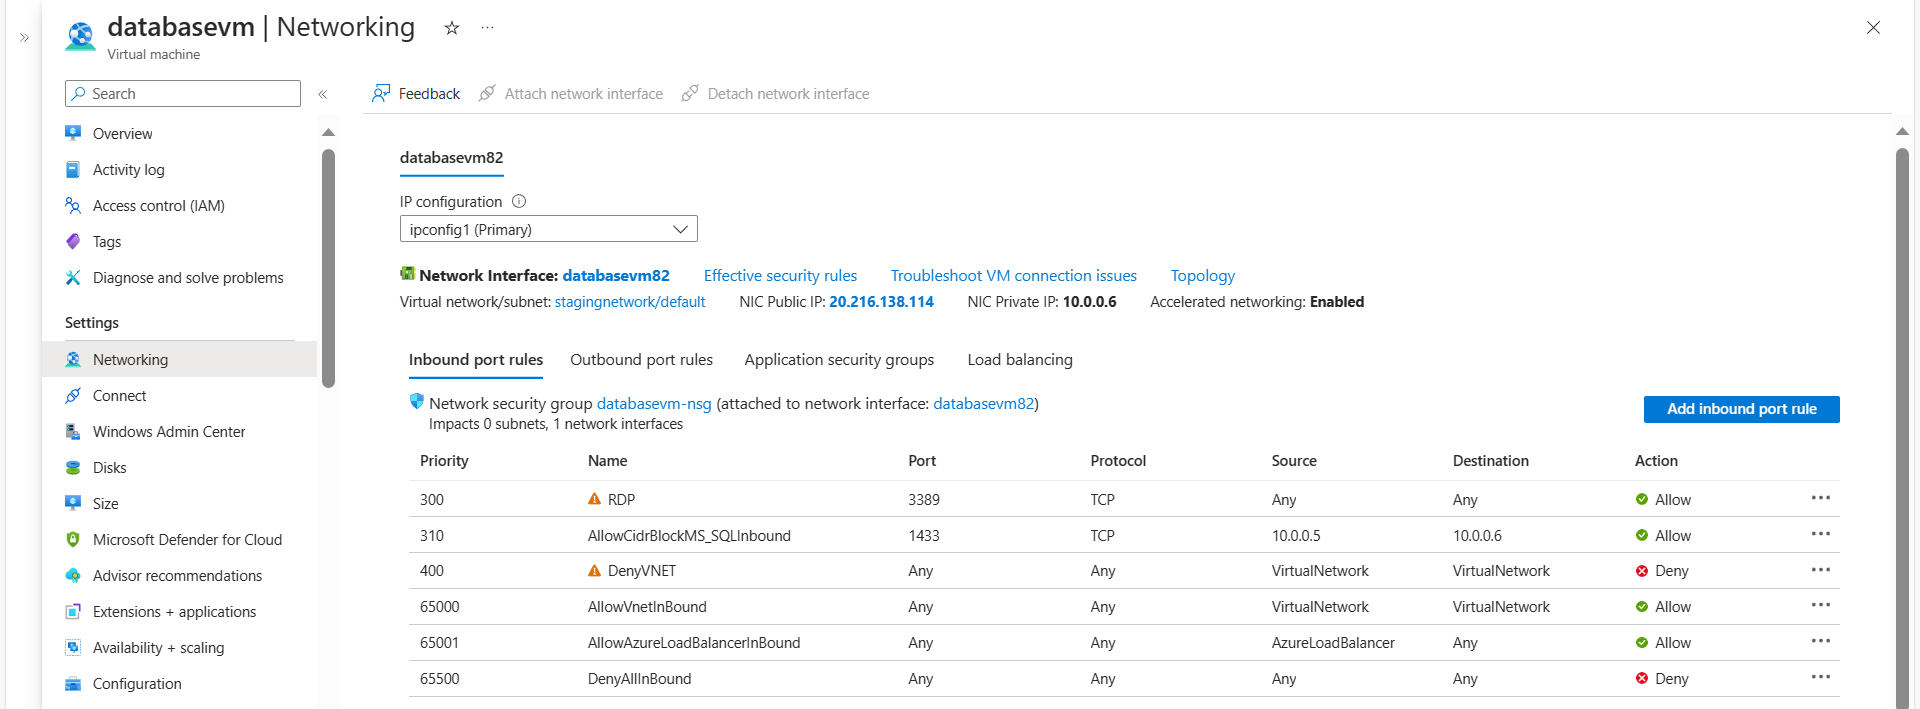 databasevm | Networking
Virtual machine
Search
Overview
Activity log
Access control (IAM)
Tags
Diagnose and solve problems
Settings
Networking
Connect
Windows Admin Center
Disks
Size
Microsoft Defender for Cloud
Advisor recommendations
Extensions + applications
Availability + scaling
Configuration
Feedback Attach network interface Detach network interface
databasevm82
IP configuration
ipconfig1 (Primary)
Network Interface: databasevm82 Effective security rules Troubleshoot VM connection issues Topology
Virtual network/subnet: stagingnetwork/default NIC Public IP: 20.216.138.114 NIC Private IP: 10.0.0.6 Accelerated networking: Enabled
Inbound port rules Outbound port rules Application security groups Load balancing
Network security group databasevm-nsg (attached to network interface: databasevm82)
Impacts 0 subnets, 1 network interfaces
Add inbound port rule
Priority Name Port Protocol Source Destination Action
300 RDP 3389 TCP Any Any Allow
310 AllowCidrBlockMS_SQLInbound 1433 TCP 10.0.0.5 10.0.0.6 Allow
400 DenyVNET Any Any VirtualNetwork VirtualNetwork Deny
65000 AllowVnetInBound Any Any VirtualNetwork VirtualNetwork Allow
65001 AllowAzureLoadBalancerInBound Any Any AzureLoadBalancer Any Allow
65500 DenyAllInBound Any Any Any Any Deny